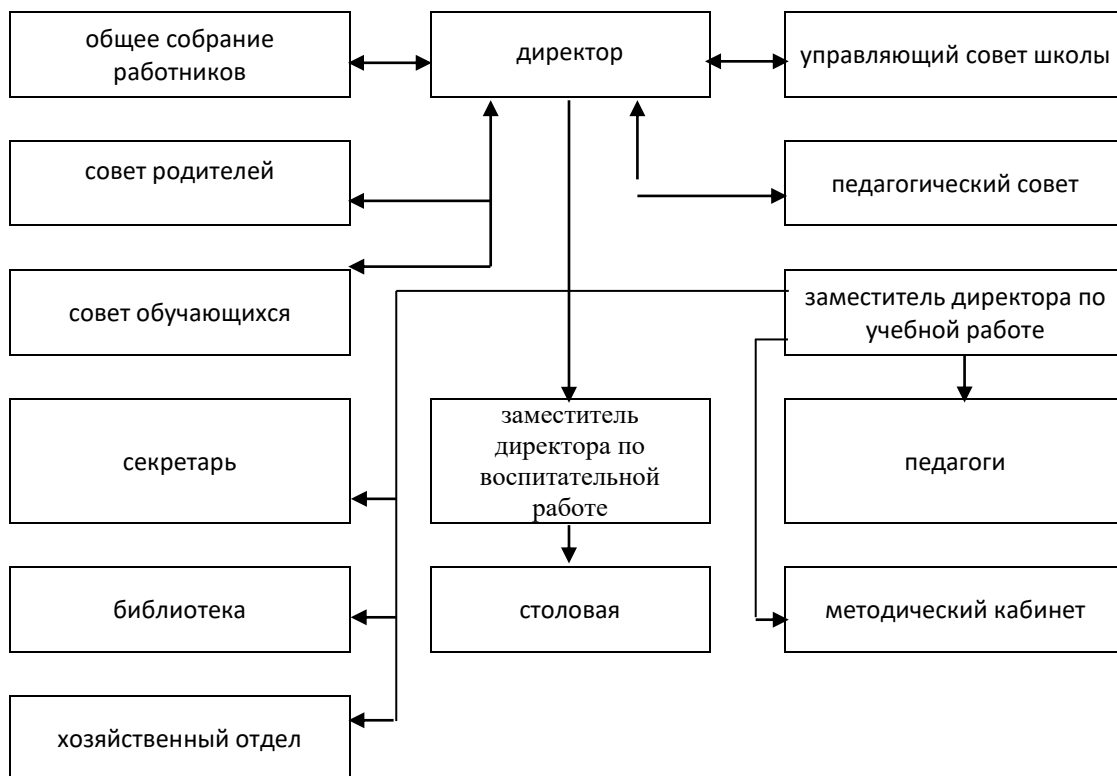 общее собрание
работников
директор
управляющий совет школы
совет родителей
педагогический совет
совет обучающихся
заместитель директора по
учебной работе
секретарь
заместитель
директора по
воспитательной
работе
педагоги
библиотека
столовая
методический кабинет
хозяйственный отдел